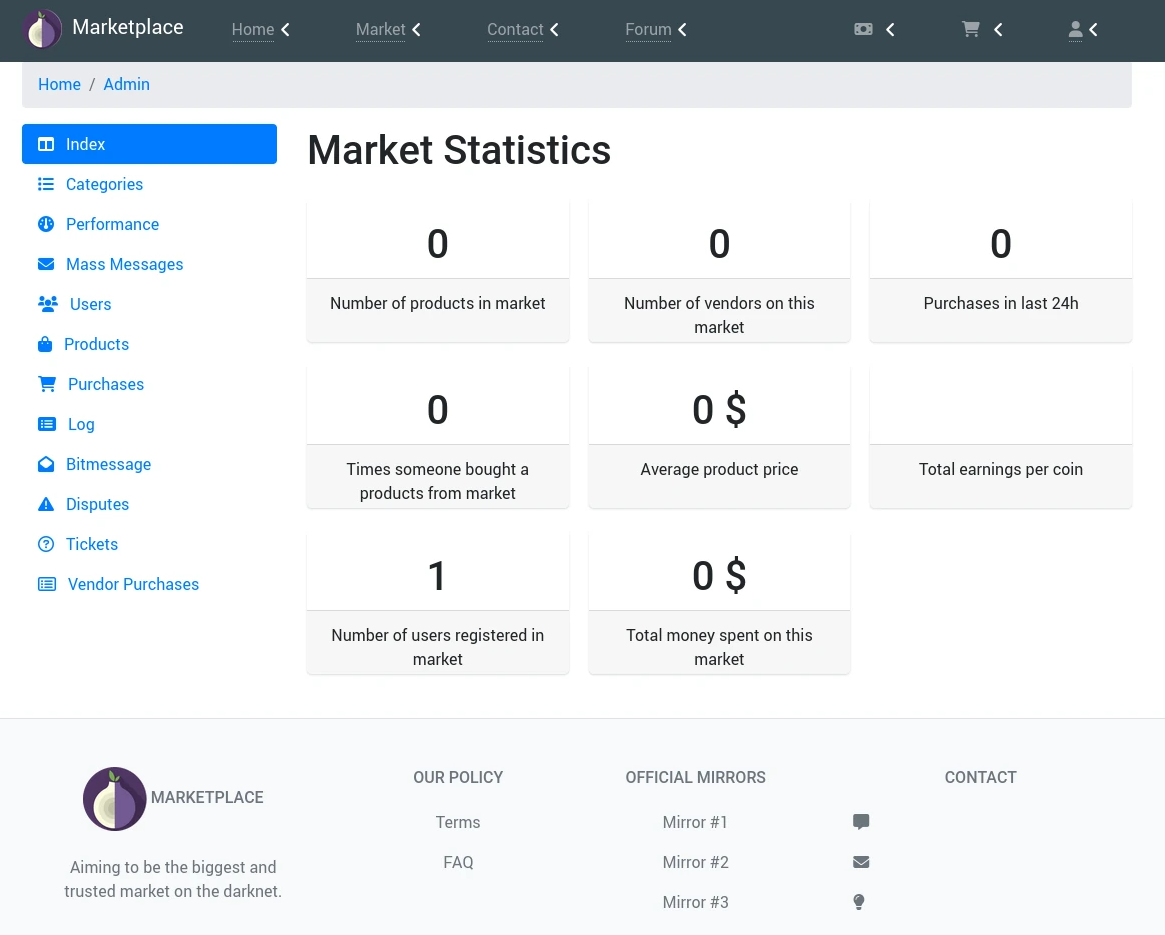 Marketplace Home Market Contact Forum
Home / Admin
Index
Categories
Performance
Mass Messages
Users
Products
Purchases
Log
Bitmessage
Disputes
Tickets
Vendor Purchases
Market Statistics
0
Number of products in market
0
Number of vendors on this
market
0
Purchases in last 24h
0
Times someone bought a
products from market
0 $
Average product price
Total earnings per coin
1
Number of users registered in
market
0 $
Total money spent on this
market
MARKETPLACE
Aiming to be the biggest and
trusted market on the darknet.
OUR POLICY
Terms
FAQ
OFFICIAL MIRRORS
Mirror #1
Mirror #2
Mirror #3
CONTACT